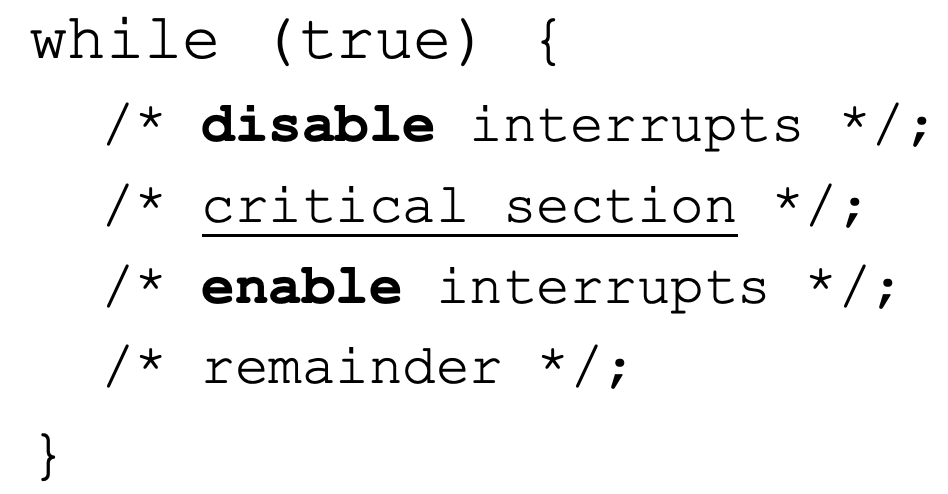 while (true) {
/* disable interrupts */;
/* critical section */;
/* enable interrupts */;
/* remainder */;
}